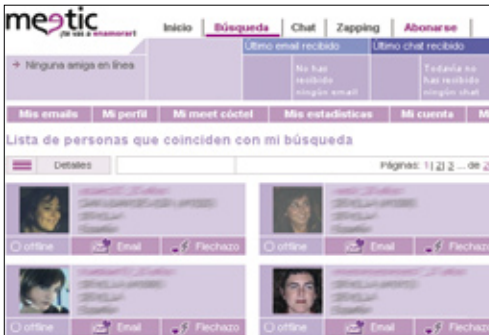 meetic
¡te vas a enamorar!
Inicio | Búsqueda | Chat | Zapping | Abonarse |
Último email recibido
Último chat recibido
→ Ninguna amiga en línea
No has
recibido
ningún email
Todavía no
has recibido
ningún chat
Mis emails | Mi perfil | Mi meet cóctel | Mis estadísticas | Mi cuenta | M
Lista de personas que coinciden con mi búsqueda
Detalles
Páginas: 1 | 2 | 3 ... de 2
offline Email Flechazo
offline Email Flechazo
offline Email Flechazo
offline Email Flechazo